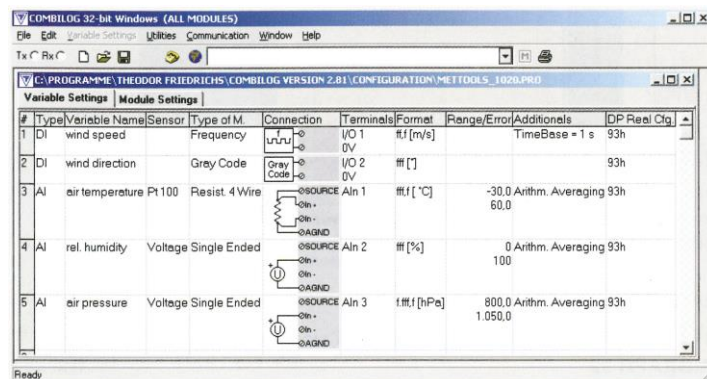 COMBILOG 32-bit Windows (ALL MODULES)
File Edit Variable Settings Utilities Communication Window Help
Tx Rx M
C:\PROGRAMME\THEODOR FRIEDRICHS\COMBILOG VERSION 2.81\CONFIGURATION\METTOOLS_1020.PRO
Variable Settings Module Settings
# Type Variable Name Sensor Type of M. Connection Terminals Format Range/Error Additionals DP Real Cfg.
1 DI wind speed Frequency f I/O 1 ff,f [m/s] TimeBase = 1 s 93h
0V
2 DI wind direction Gray Code Gray Code I/O 2 fff [°] 93h
0V
3 AI air temperature Pt 100 Resist. 4 Wire SOURCE AIn 1 fff,f [ °C] -30,0 Arithm. Averaging 93h
In + 60,0
In -
AGND
4 AI rel. humidity Voltage Single Ended SOURCE AIn 2 fff [%] 0 Arithm. Averaging 93h
+ In + 100
U In -
AGND
5 AI air pressure Voltage Single Ended SOURCE AIn 3 f.fff,f [hPa] 800,0 Arithm. Averaging 93h
+ In + 1.050,0
U In -
AGND
Ready